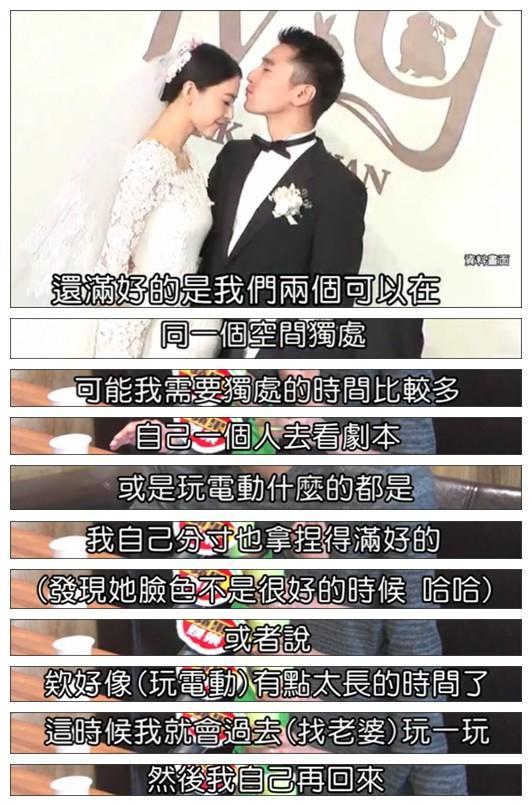 資料畫面
還滿好的是我們兩個可以在
同一個空間獨處
可能我需要獨處的時間比較多
自己一個人去看劇本
或是玩電動什麼的都是
我自己分寸也拿捏得滿好的
(發現她臉色不是很好的時候 哈哈)
或者說
欸好像(玩電動)有點太長的時間了
這時候我就會過去(找老婆)玩一玩
然後我自己再回來